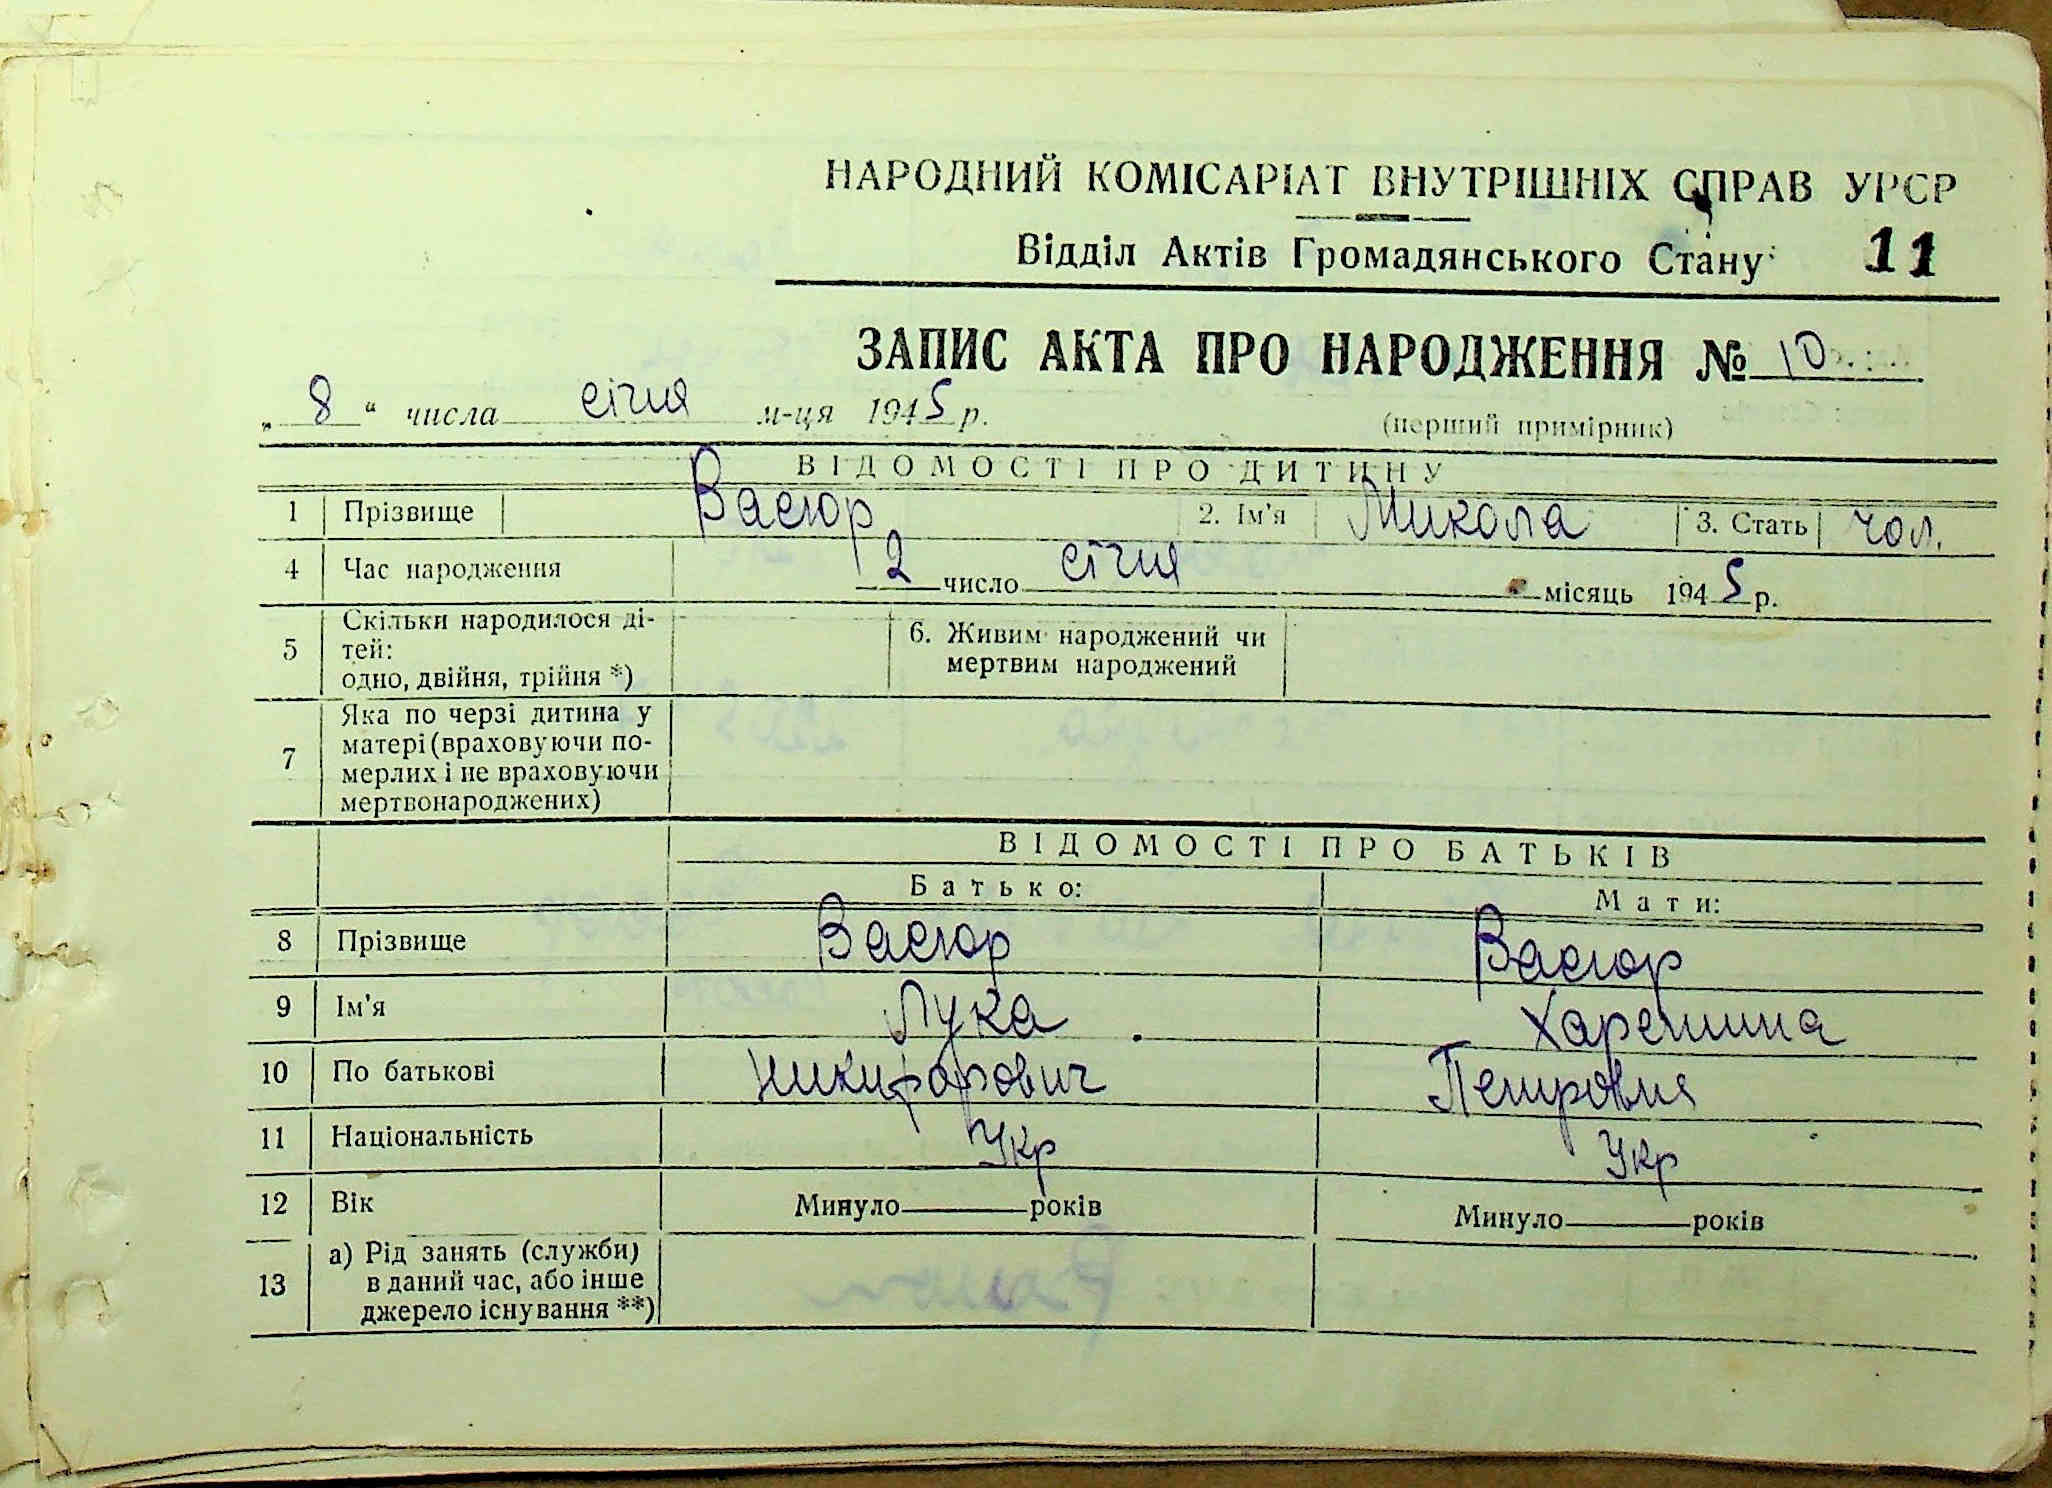 НАРОДНИЙ КОМІСАРІАТ ВНУТРІШНІХ СПРАВ УРСР
Відділ Актів Громадянського Стану 11
ЗАПИС АКТА ПРО НАРОДЖЕННЯ № 10
„ 8 “ числа січня м-ця 1945 р. (перший примірник)
ВІДОМОСТІ ПРО ДИТИНУ
1 Прізвище Васюр 2. Ім'я Микола 3. Стать чол.
4 Час народження 2 число січня місяць 1945 р.
5 Скільки народилося ді-
тей:
одно, двійня, трійня *)
6. Живим народжений чи
мертвим народжений
7 Яка по черзі дитина у
матері (враховуючи по-
мерлих і не враховуючи
мертвонароджених)
ВІДОМОСТІ ПРО БАТЬКІВ
Батько: Мати:
8 Прізвище Васюр Васюр
9 Ім'я Лука Харетина
10 По батькові Никифорович Петровня
11 Національність Укр Укр
12 Вік Минуло років Минуло років
13 а) Рід занять (служби)
в даний час, або інше
джерело існування **)